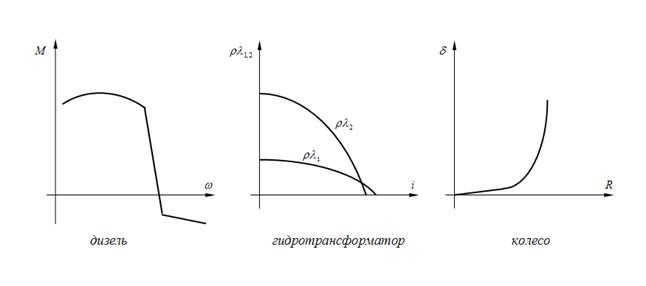 M
ω
дизель
ρλ₁,₂
ρλ₂
ρλ₁
i
гидротрансформатор
δ
R
колесо